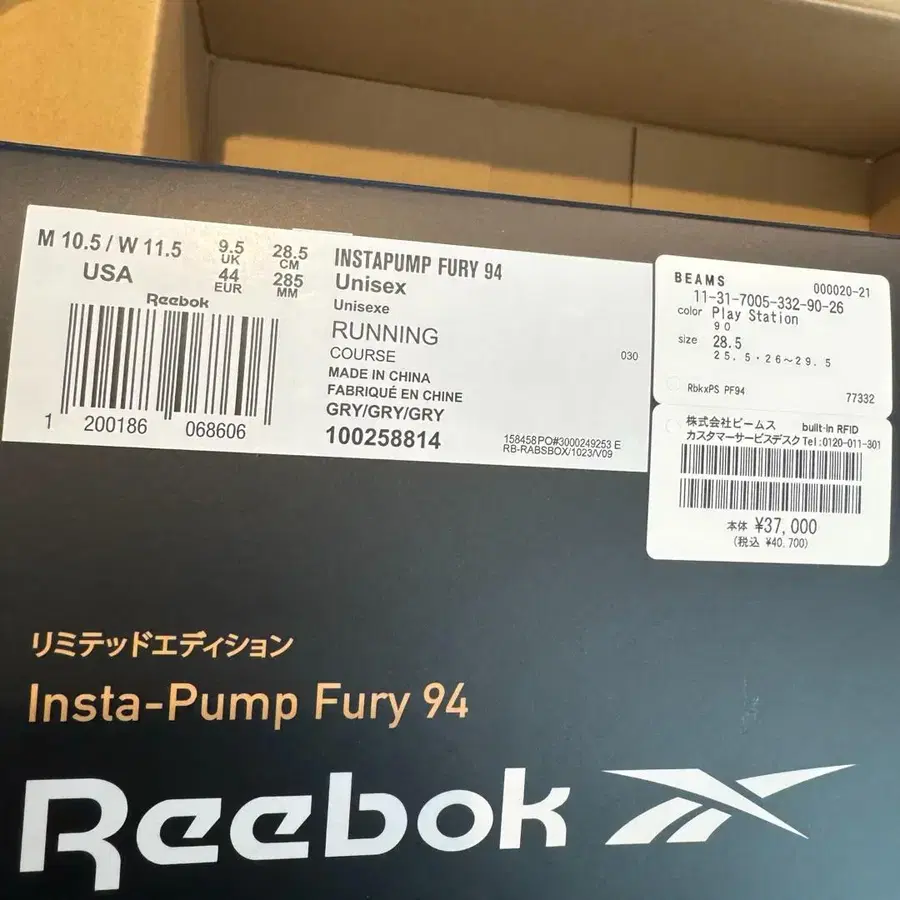 M 10.5 / W 11.5
USA
9.5
UK
44
EUR
28.5
CM
285
MM
Reebok
1 200186 068606
INSTAPUMP FURY 94
Unisex
Unisexe
RUNNING
COURSE
030
MADE IN CHINA
FABRIQUÉ EN CHINE
GRY/GRY/GRY
100258814
158458PO#3000249253 E
RB-RABSBOX/1023/V09
BEAMS 000020-21
11-31-7005-332-90-26
color Play Station
90
size 28.5
25.5・26～29.5
RbkxPS PF94
77332
株式会社ビームス built-in RFID
カスタマーサービスデスク Tel:0120-011-301
本体 ¥37,000
(税込 ¥40,700)
リミテッドエディション
Insta-Pump Fury 94
Reebok